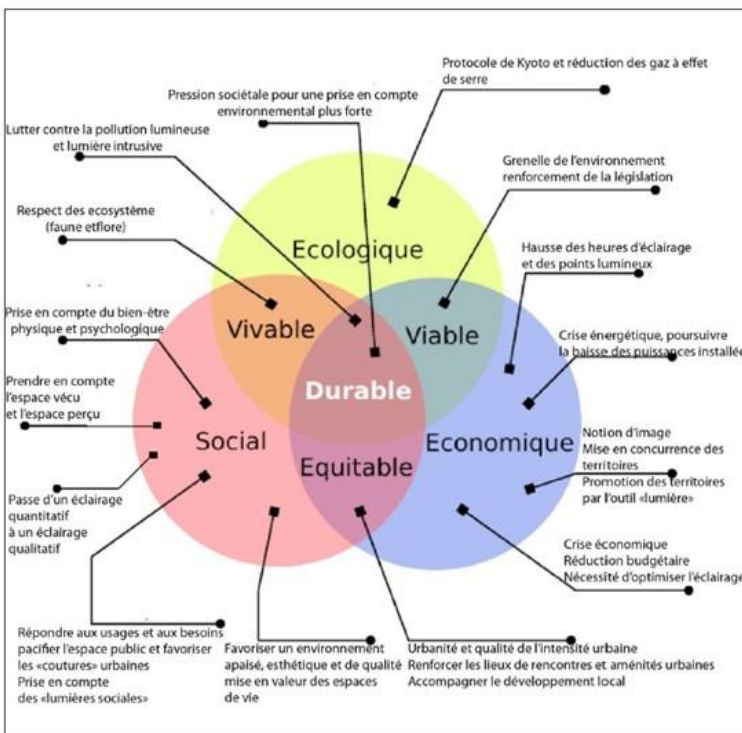 Protocole de Kyoto et réduction des gaz à effet
de serre
Pression sociétale pour une prise en compte
environnemental plus forte
Lutter contre la pollution lumineuse
et lumière intrusive
Grenelle de l'environnement
renforcement de la législation
Respect des ecosystème
(faune etflore)
Ecologique
Hausse des heures d'éclairage
et des points lumineux
Prise en compte du bien-être
physique et psychologique
Vivable
Viable
Crise énergétique, poursuivre
la baisse des puissances installée
Prendre en compte
l'espace vécu
et l'espace perçu
Durable
Social
Economique
Equitable
Notion d'image
Mise en concurrence des
territoires
Promotion des territoires
par l'outil «lumière»
Passe d'un éclairage
quantitatif
à un éclairage
qualitatif
Crise économique
Réduction budgétaire
Nécessité d'optimiser l'éclairage
Répondre aux usages et aux besoins
pacifier l'espace public et favoriser
les «coutures» urbaines
Prise en compte
des «lumières sociales»
Favoriser un environnement
apaisé, esthétique et de qualité
mise en valeur des espaces
de vie
Urbanité et qualité de l'intensité urbaine
Renforcer les lieux de rencontres et aménités urbaines
Accompagner le développement local